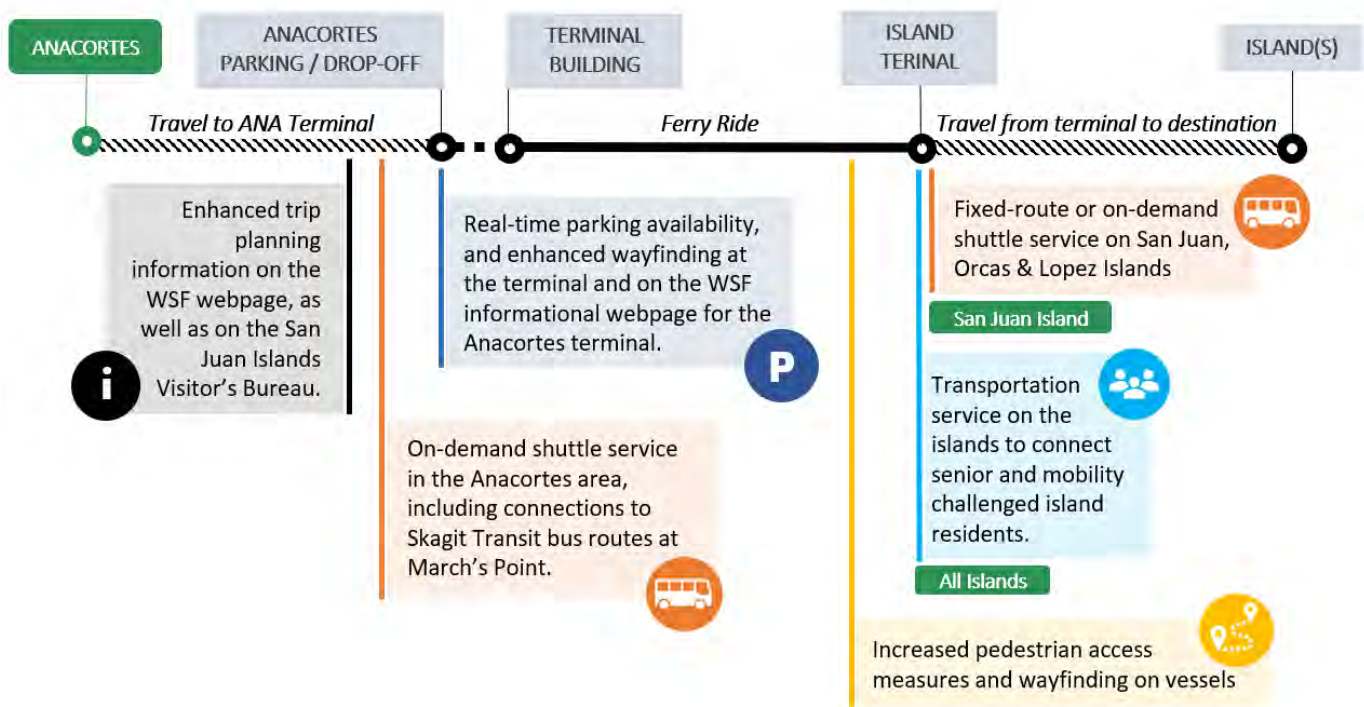 ANACORTES
ANACORTES
PARKING / DROP-OFF
TERMINAL
BUILDING
ISLAND
TERINAL
ISLAND(S)
Travel to ANA Terminal
Ferry Ride
Travel from terminal to destination
Enhanced trip
planning
information on the
WSF webpage, as
well as on the San
Juan Islands
Visitor's Bureau.
i
Real-time parking availability,
and enhanced wayfinding at
the terminal and on the WSF
informational webpage for the
Anacortes terminal.
P
On-demand shuttle service
in the Anacortes area,
including connections to
Skagit Transit bus routes at
March's Point.
Fixed-route or on-demand
shuttle service on San Juan,
Orcas & Lopez Islands
San Juan Island
Transportation
service on the
islands to connect
senior and mobility
challenged island
residents.
All Islands
Increased pedestrian access
measures and wayfinding on vessels